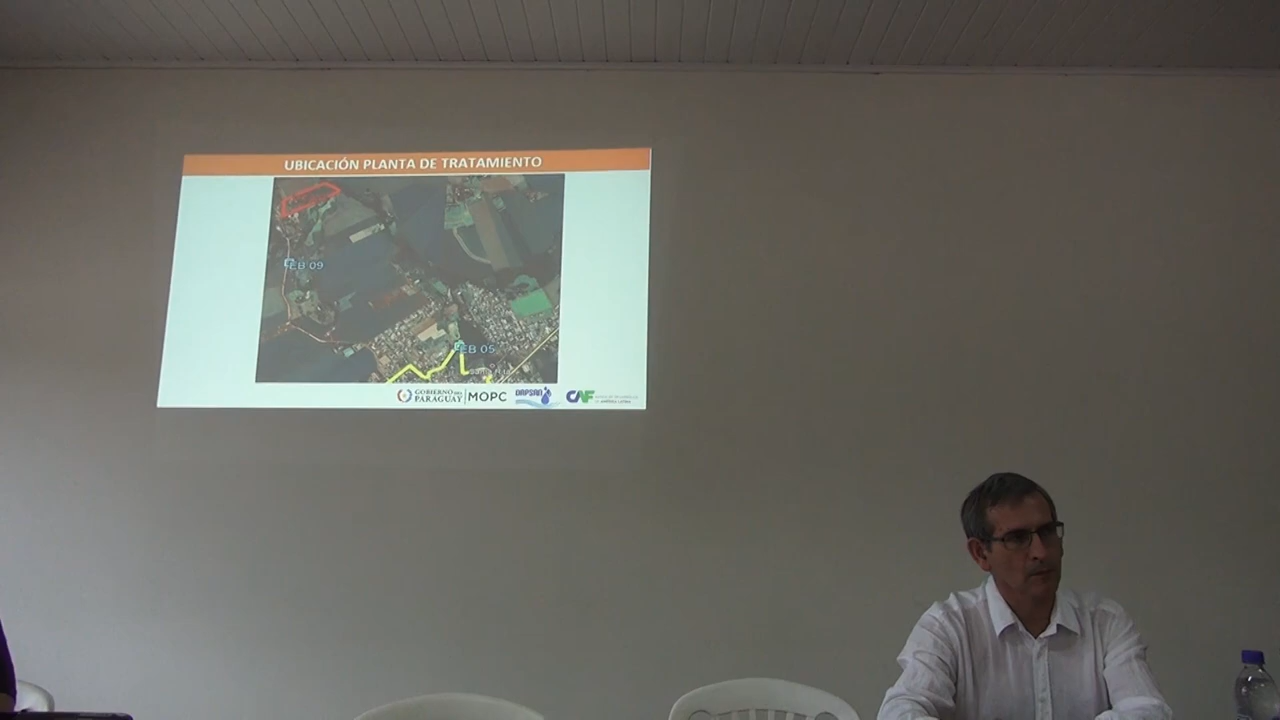 UBICACIÓN PLANTA DE TRATAMIENTO
EB 09
EB 05
GOBIERNO DEL
PARAGUAY
MOPC
DAPSAN
CAF